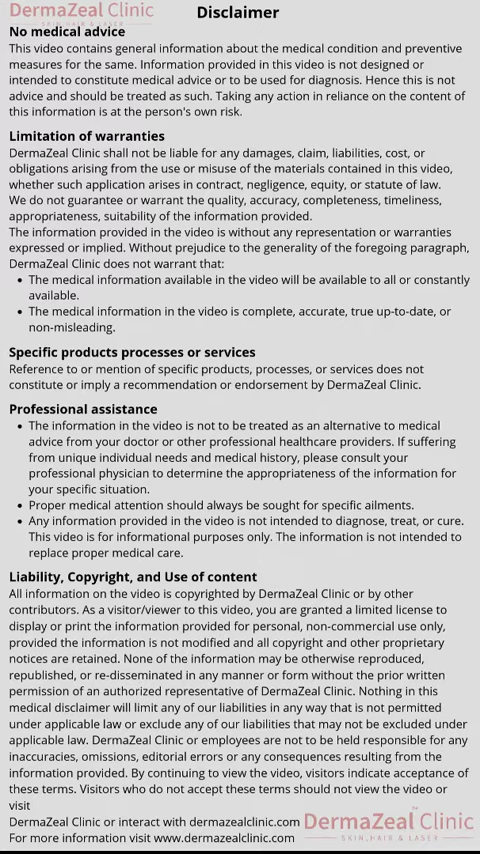 DermaZeal Clinic
SKIN, HAIR & LASER
Disclaimer
No medical advice
This video contains general information about the medical condition and preventive
measures for the same. Information provided in this video is not designed or
intended to constitute medical advice or to be used for diagnosis. Hence this is not
advice and should be treated as such. Taking any action in reliance on the content of
this information is at the person's own risk.
Limitation of warranties
DermaZeal Clinic shall not be liable for any damages, claim, liabilities, cost, or
obligations arising from the use or misuse of the materials contained in this video,
whether such application arises in contract, negligence, equity, or statute of law.
We do not guarantee or warrant the quality, accuracy, completeness, timeliness,
appropriateness, suitability of the information provided.
The information provided in the video is without any representation or warranties
expressed or implied. Without prejudice to the generality of the foregoing paragraph,
DermaZeal Clinic does not warrant that:
• The medical information available in the video will be available to all or constantly
available.
• The medical information in the video is complete, accurate, true up-to-date, or
non-misleading.
Specific products processes or services
Reference to or mention of specific products, processes, or services does not
constitute or imply a recommendation or endorsement by DermaZeal Clinic.
Professional assistance
• The information in the video is not to be treated as an alternative to medical
advice from your doctor or other professional healthcare providers. If suffering
from unique individual needs and medical history, please consult your
professional physician to determine the appropriateness of the information for
your specific situation.
• Proper medical attention should always be sought for specific ailments.
• Any information provided in the video is not intended to diagnose, treat, or cure.
This video is for informational purposes only. The information is not intended to
replace proper medical care.
Liability, Copyright, and Use of content
All information on the video is copyrighted by DermaZeal Clinic or by other
contributors. As a visitor/viewer to this video, you are granted a limited license to
display or print the information provided for personal, non-commercial use only,
provided the information is not modified and all copyright and other proprietary
notices are retained. None of the information may be otherwise reproduced,
republished, or re-disseminated in any manner or form without the prior written
permission of an authorized representative of DermaZeal Clinic. Nothing in this
medical disclaimer will limit any of our liabilities in any way that is not permitted
under applicable law or exclude any of our liabilities that may not be excluded under
applicable law. DermaZeal Clinic or employees are not to be held responsible for any
inaccuracies, omissions, editorial errors or any consequences resulting from the
information provided. By continuing to view the video, visitors indicate acceptance of
these terms. Visitors who do not accept these terms should not view the video or
visit
DermaZeal Clinic or interact with dermazealclinic.com
For more information visit www.dermazealclinic.com
DermaZeal Clinic
SKIN, HAIR & LASER